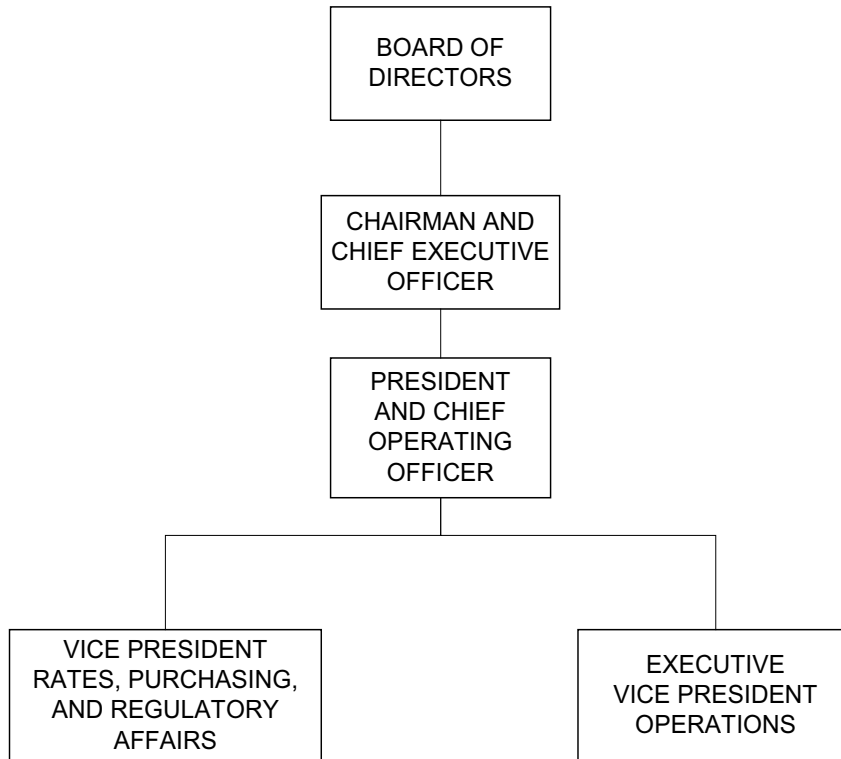 BOARD OF
DIRECTORS
CHAIRMAN AND
CHIEF EXECUTIVE
OFFICER
PRESIDENT
AND CHIEF
OPERATING
OFFICER
VICE PRESIDENT
RATES, PURCHASING,
AND REGULATORY
AFFAIRS
EXECUTIVE
VICE PRESIDENT
OPERATIONS